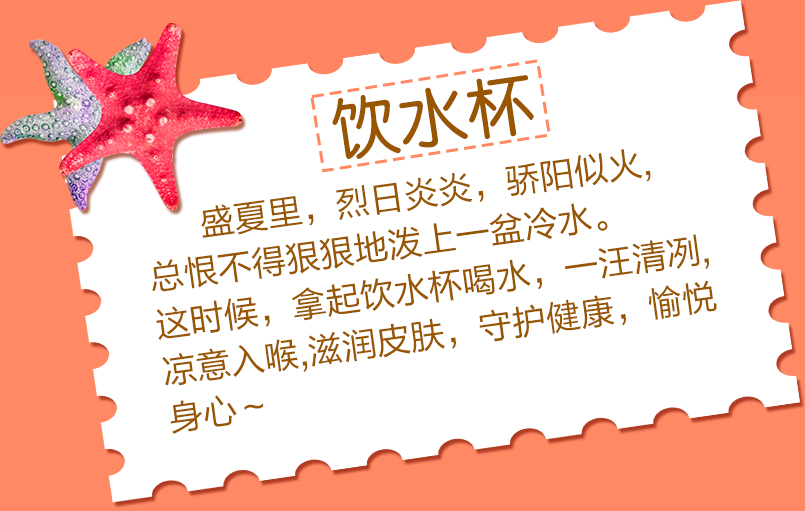 饮水杯
盛夏里，烈日炎炎，骄阳似火，
总恨不得狠狠地泼上一盆冷水。
这时候，拿起饮水杯喝水，一汪清冽，
凉意入喉,滋润皮肤，守护健康，愉悦
身心～